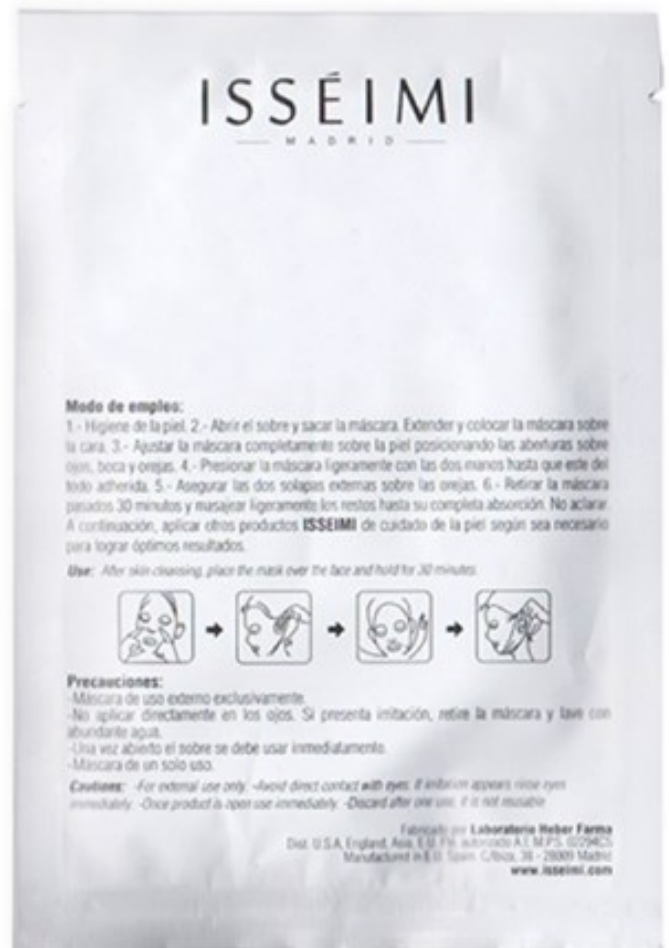 ISSÉIMI
MADRID
Modo de empleo:
1.- Higiene de la piel. 2.- Abrir el sobre y sacar la máscara. Extender y colocar la máscara sobre
la cara. 3.- Ajustar la máscara completamente sobre la piel posicionando las aberturas sobre
ojos, boca y orejas. 4.- Presionar la máscara ligeramente con las dos manos hasta que este del
todo adherida. 5.- Asegurar las dos solapas externas sobre las orejas. 6.- Retirar la máscara
pasados 30 minutos y masajear ligeramente los restos hasta su completa absorción. No aclarar.
A continuación, aplicar otros productos ISSEIMI de cuidado de la piel según sea necesario
para lograr óptimos resultados.
Use: After skin cleansing, place the mask over the face and hold for 30 minutes.
Precauciones:
-Máscara de uso externo exclusivamente.
-No aplicar directamente en los ojos. Si presenta irritación, retire la máscara y lave con
abundante agua.
-Una vez abierto el sobre se debe usar inmediatamente.
-Máscara de un solo uso.
Cautions: -For external use only. -Avoid direct contact with eyes. If irritation appears rinse eyes
immediately. -Once product is open use immediately. -Discard after one use, it is not reusable
Fabricado por Laboratorio Heber Farma
Dist. U.S.A, England, Asia, E.U. autorizado A.E.M.P.S.
Manufactured in E.U. Spain. C/Ibiza, 38 - 28009 Madrid
www.isseimi.com